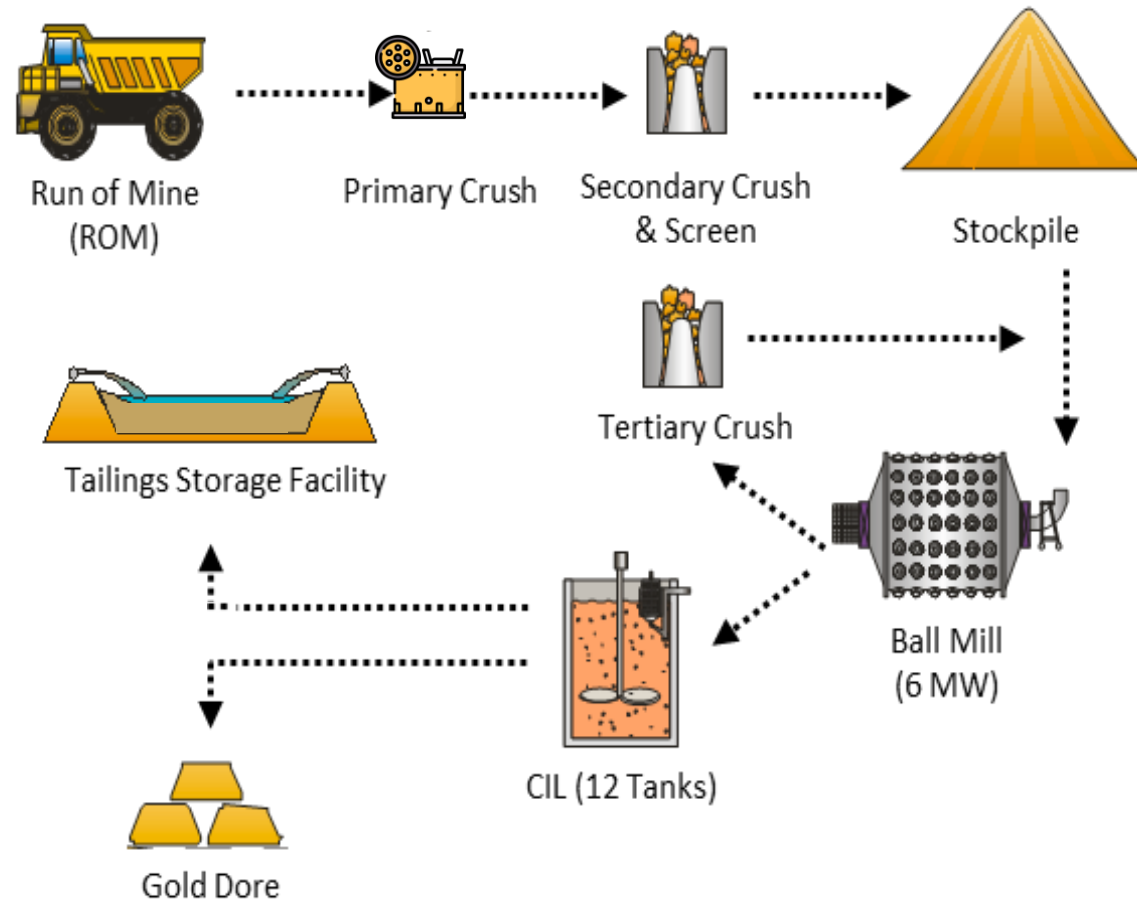 Run of Mine
(ROM)
Primary Crush
Secondary Crush
& Screen
Stockpile
Tertiary Crush
Tailings Storage Facility
Ball Mill
(6 MW)
CIL (12 Tanks)
Gold Dore